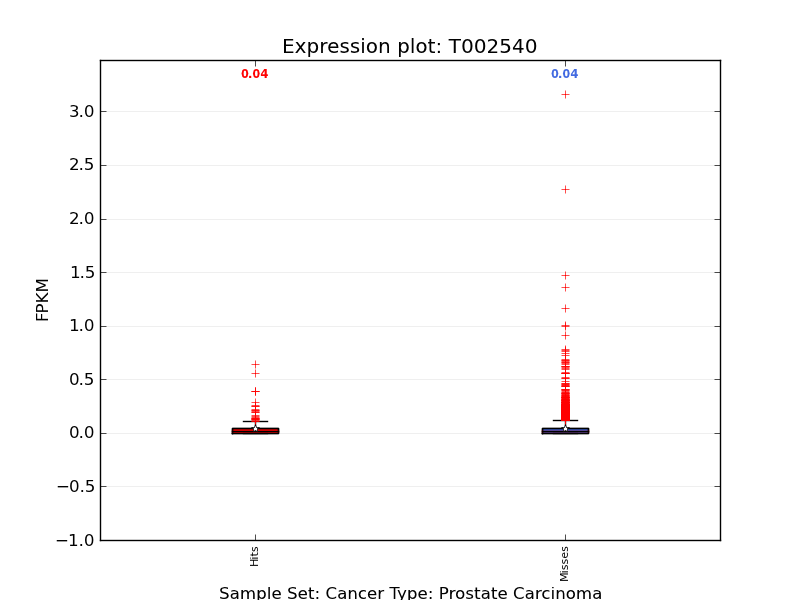 Expression plot: T002540
0.04
0.04
3.0
2.5
2.0
1.5
1.0
0.5
0.0
−0.5
−1.0
FPKM
Hits
Misses
Sample Set: Cancer Type: Prostate Carcinoma